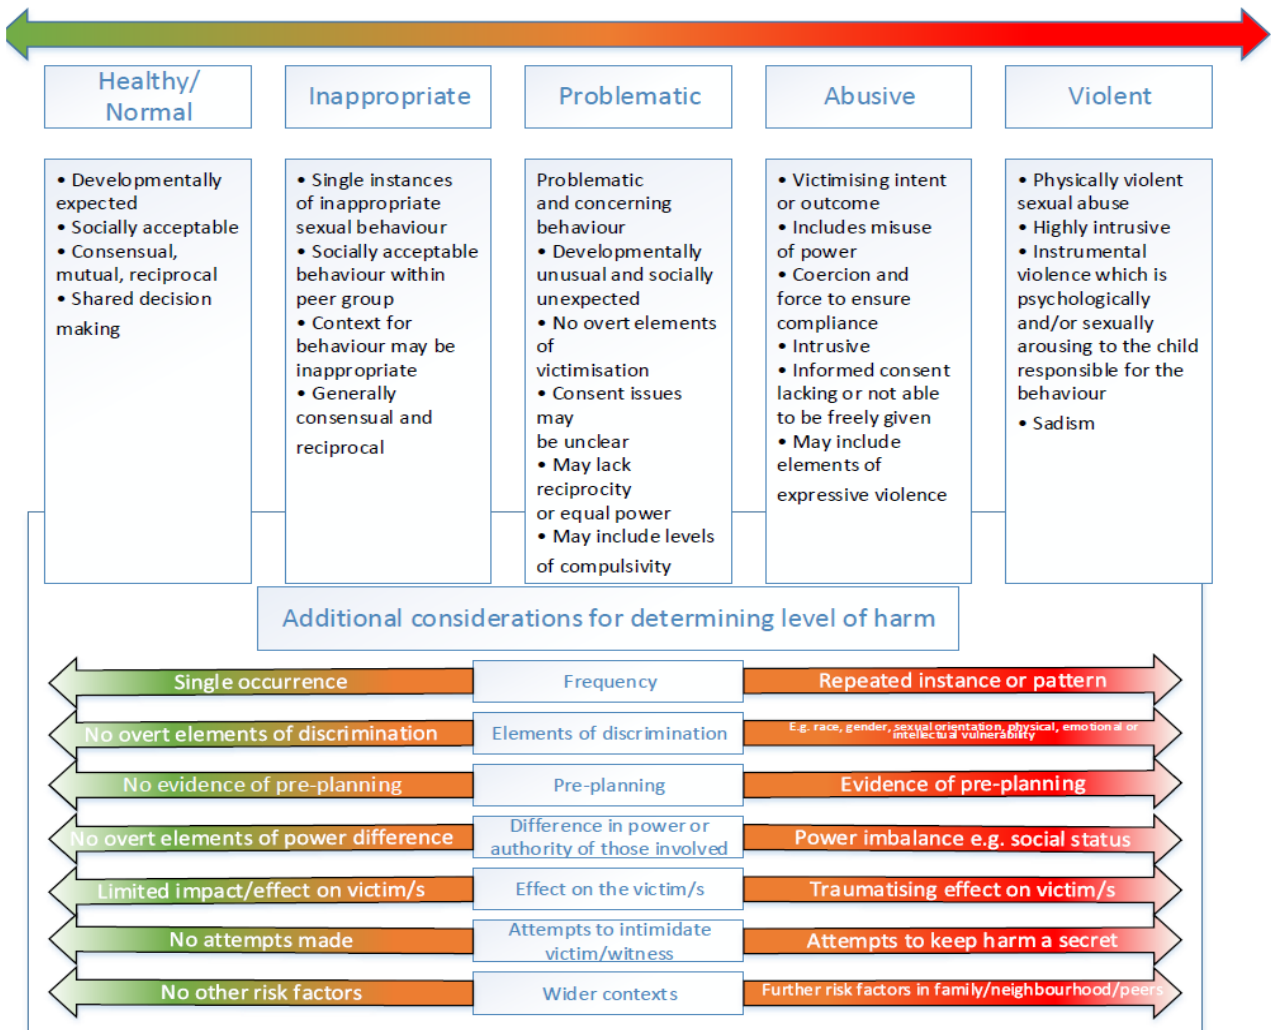 Healthy/
Normal
Inappropriate
Problematic
Abusive
Violent
• Developmentally
expected
• Socially acceptable
• Consensual,
mutual, reciprocal
• Shared decision
making
• Single instances
of inappropriate
sexual behaviour
• Socially acceptable
behaviour within
peer group
• Context for
behaviour may be
inappropriate
• Generally
consensual and
reciprocal
Problematic
and concerning
behaviour
• Developmentally
unusual and socially
unexpected
• No overt elements
of
victimisation
• Consent issues
may
be unclear
• May lack
reciprocity
or equal power
• May include levels
of compulsivity
• Victimising intent
or outcome
• Includes misuse
of power
• Coercion and
force to ensure
compliance
• Intrusive
• Informed consent
lacking or not able
to be freely given
• May include
elements of
expressive violence
• Physically violent
sexual abuse
• Highly intrusive
• Instrumental
violence which is
psychologically
and/or sexually
arousing to the child
responsible for the
behaviour
• Sadism
Additional considerations for determining level of harm
Single occurrence
Frequency
Repeated instance or pattern
No overt elements of discrimination
Elements of discrimination
E.g. race, gender, sexual orientation, physical, emotional or
intellectual vulnerability
No evidence of pre-planning
Pre-planning
Evidence of pre-planning
No overt elements of power difference
Difference in power or
authority of those involved
Power imbalance e.g. social status
Limited impact/effect on victim/s
Effect on the victim/s
Traumatising effect on victim/s
No attempts made
Attempts to intimidate
victim/witness
Attempts to keep harm a secret
No other risk factors
Wider contexts
Further risk factors in family/neighbourhood/peers